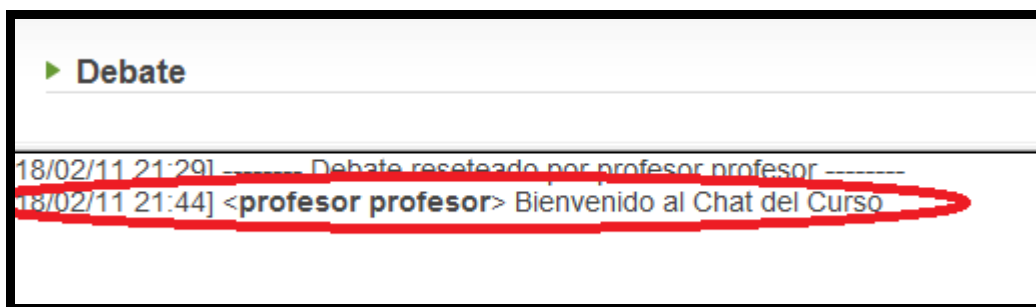 Debate
18/02/11 21:29] -------- Debate reseteado por profesor profesor --------
18/02/11 21:44] <profesor profesor> Bienvenido al Chat del Curso